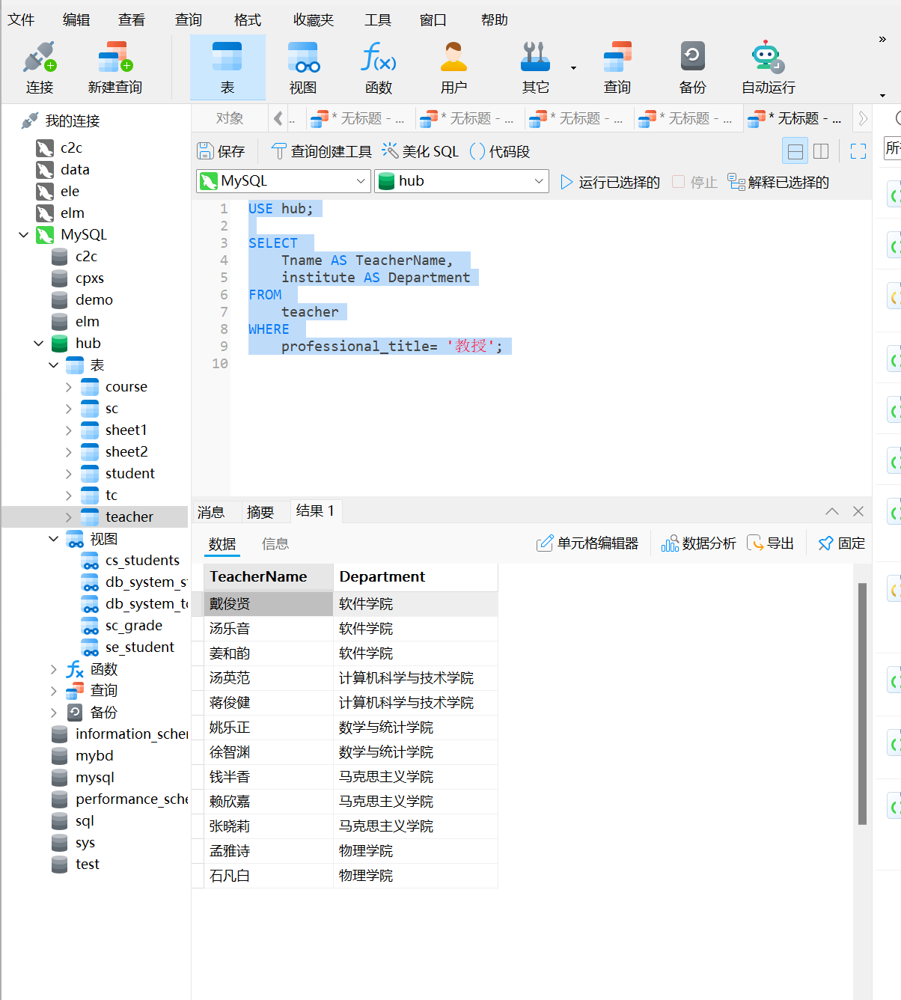 文件 编辑 查看 查询 格式 收藏夹 工具 窗口 帮助
连接 新建查询 表 视图 函数 用户 其它 查询 备份 自动运行 »
我的连接
c2c
data
ele
elm
MySQL
c2c
cpxs
demo
elm
hub
表
course
sc
sheet1
sheet2
student
tc
teacher
视图
cs_students
db_system_s
db_system_t
sc_grade
se_student
函数
查询
备份
information_scher
mybd
mysql
performance_sche
sql
sys
test
对象 .. * 无标题 - ... * 无标题 - ... * 无标题 - ... * 无标题 - ... * 无标题 - ...
保存 查询创建工具 美化 SQL () 代码段
MySQL hub 运行已选择的 停止 解释已选择的
1 USE hub;
2
3 SELECT
4 Tname AS TeacherName,
5 institute AS Department
6 FROM
7 teacher
8 WHERE
9 professional_title= '教授';
10
消息 摘要 结果 1
数据 信息 单元格编辑器 数据分析 导出 固定
TeacherName Department
戴俊贤 软件学院
汤乐音 软件学院
姜和韵 软件学院
汤英范 计算机科学与技术学院
蒋俊健 计算机科学与技术学院
姚乐正 数学与统计学院
徐智渊 数学与统计学院
钱半香 马克思主义学院
赖欣嘉 马克思主义学院
张晓莉 马克思主义学院
孟雅诗 物理学院
石凡白 物理学院
所